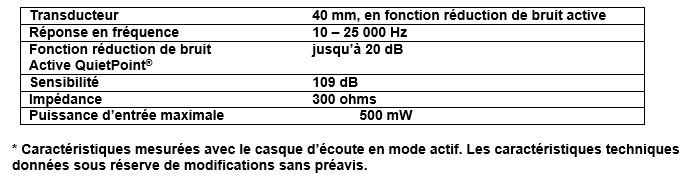 Transducteur 40 mm, en fonction réduction de bruit active
Réponse en fréquence 10 – 25 000 Hz
Fonction réduction de bruit jusqu'à 20 dB
Active QuietPoint®
Sensibilité 109 dB
Impédance 300 ohms
Puissance d'entrée maximale 500 mW
* Caractéristiques mesurées avec le casque d'écoute en mode actif. Les caractéristiques techniques
données sous réserve de modifications sans préavis.